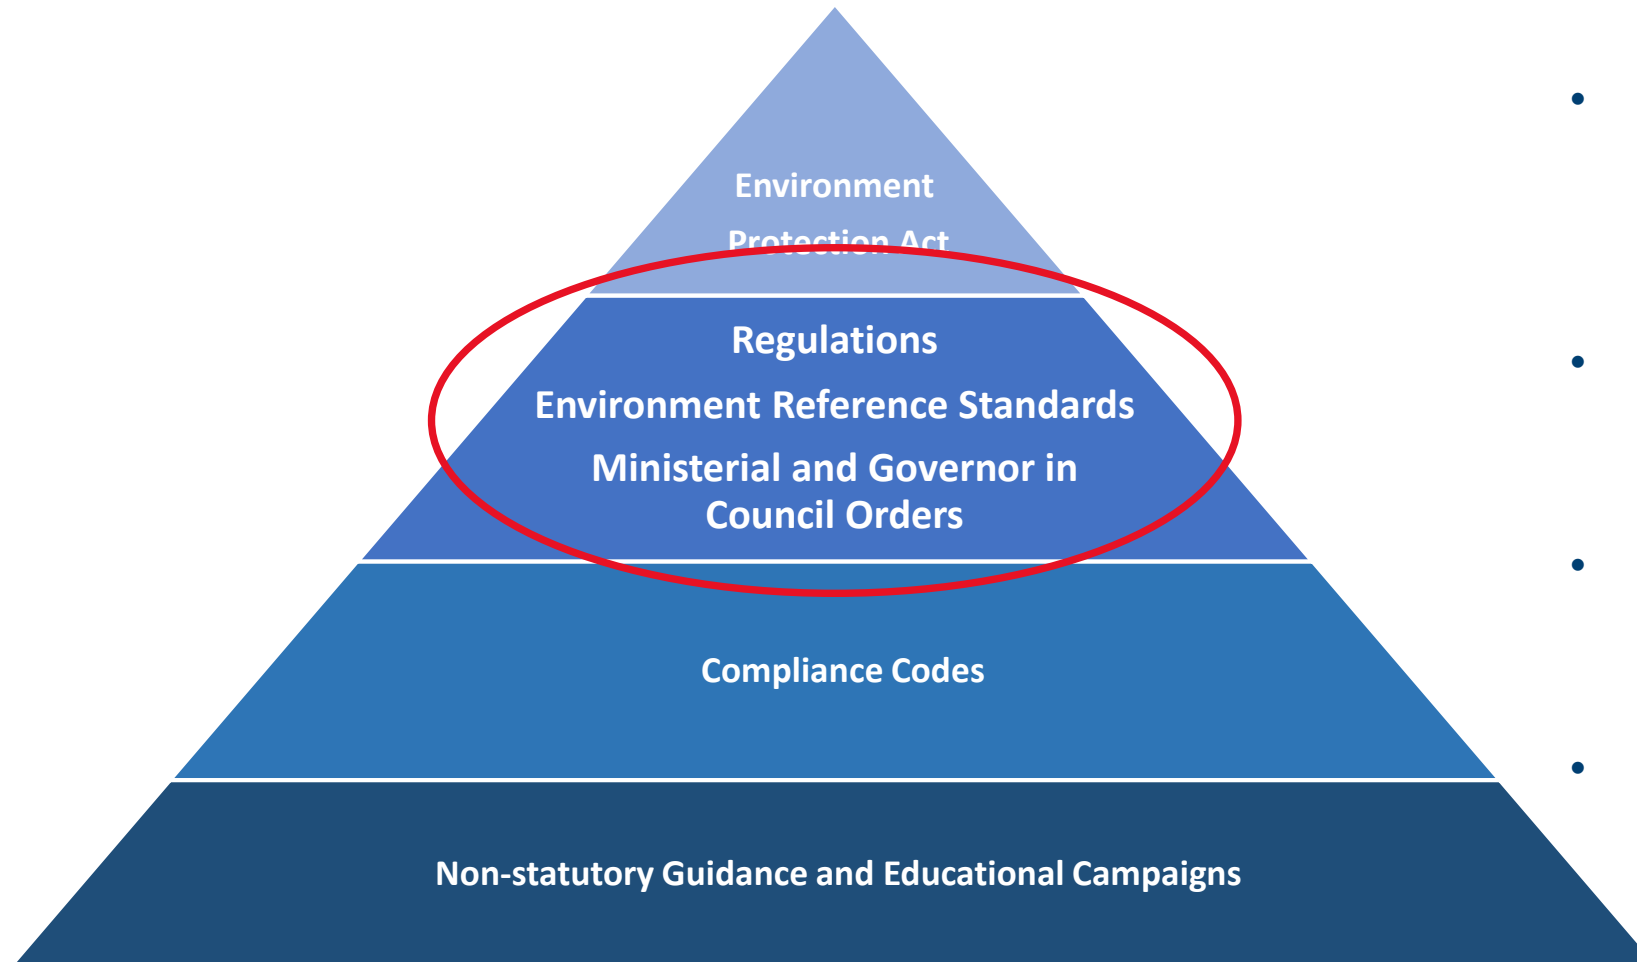 Environment
Protection Act
Regulations
Environment Reference Standards
Ministerial and Governor in
Council Orders
Compliance Codes
Non-statutory Guidance and Educational Campaigns